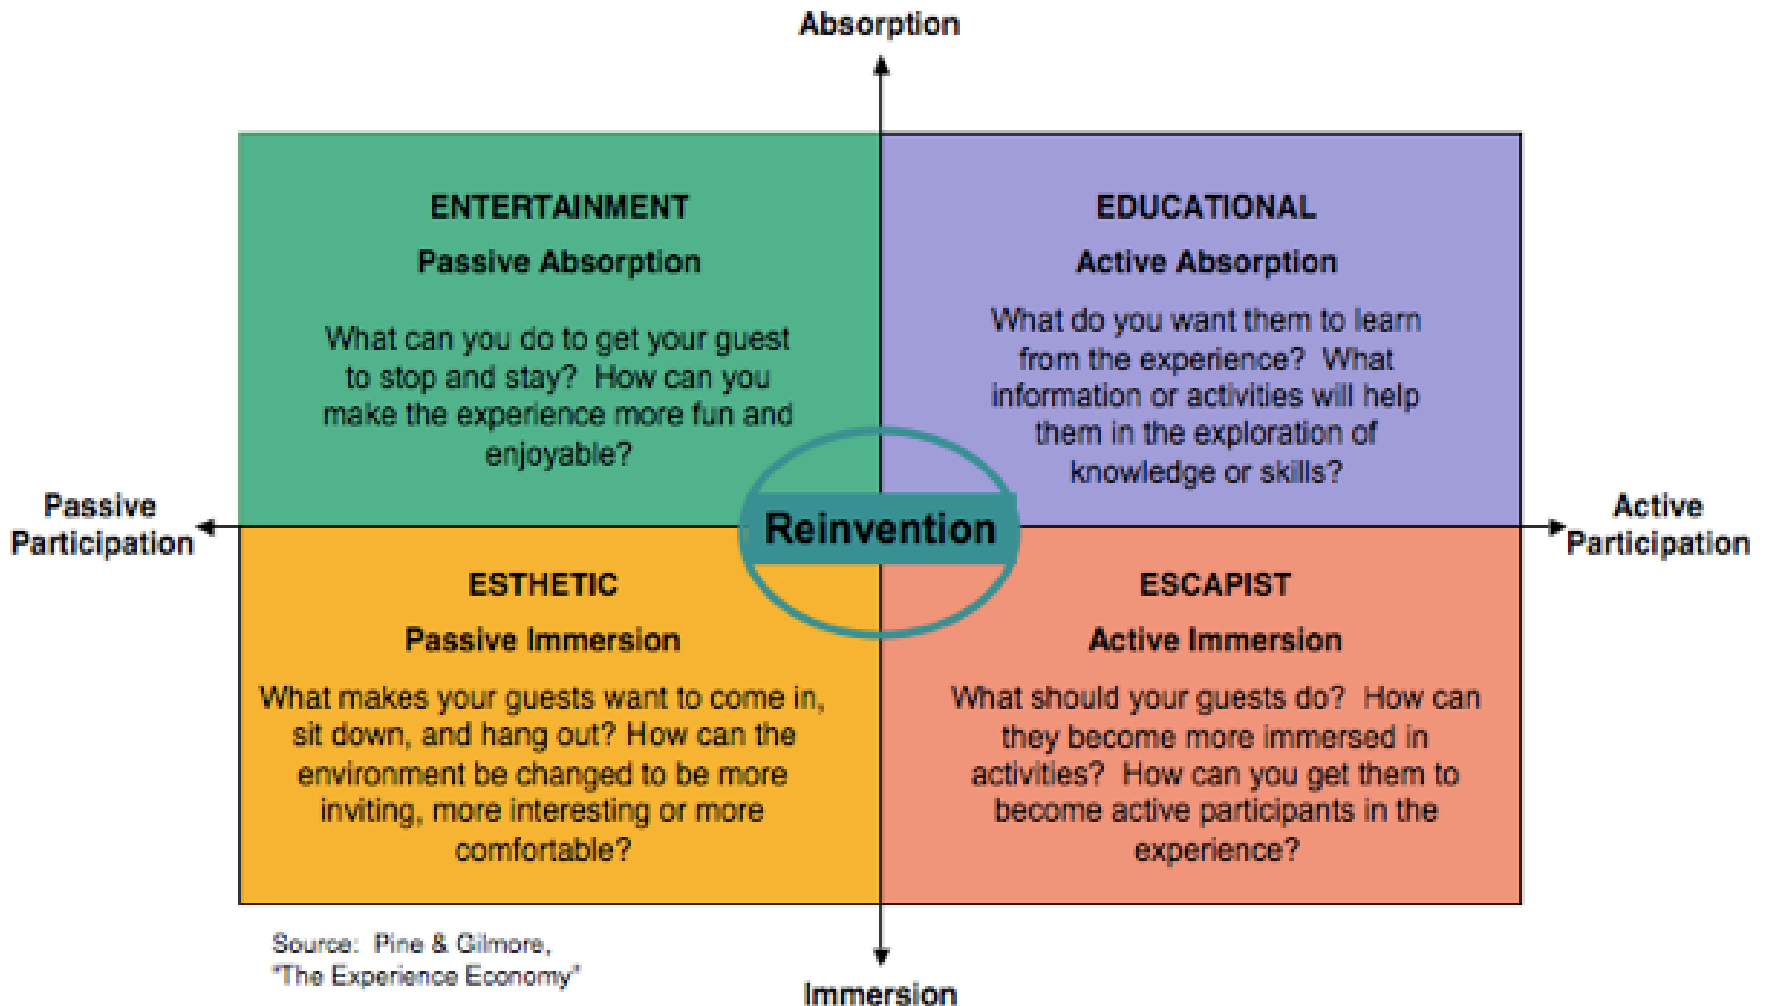 Absorption
ENTERTAINMENT
Passive Absorption
What can you do to get your guest
to stop and stay? How can you
make the experience more fun and
enjoyable?
EDUCATIONAL
Active Absorption
What do you want them to learn
from the experience? What
information or activities will help
them in the exploration of
knowledge or skills?
Passive
Participation
Reinvention
Active
Participation
ESTHETIC
Passive Immersion
What makes your guests want to come in,
sit down, and hang out? How can the
environment be changed to be more
inviting, more interesting or more
comfortable?
ESCAPIST
Active Immersion
What should your guests do? How can
they become more immersed in
activities? How can you get them to
become active participants in the
experience?
Source: Pine & Gilmore,
"The Experience Economy"
Immersion